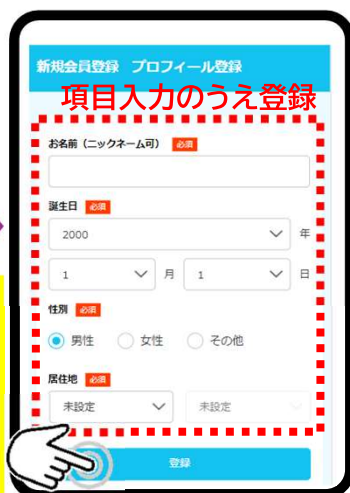 新規会員登録 プロフィール登録
項目入力のうえ登録
お名前（ニックネーム可） 必須
誕生日 必須
2000 年
1 月 1 日
性別 必須
男性 女性 その他
居住地 必須
未設定 未設定
登録